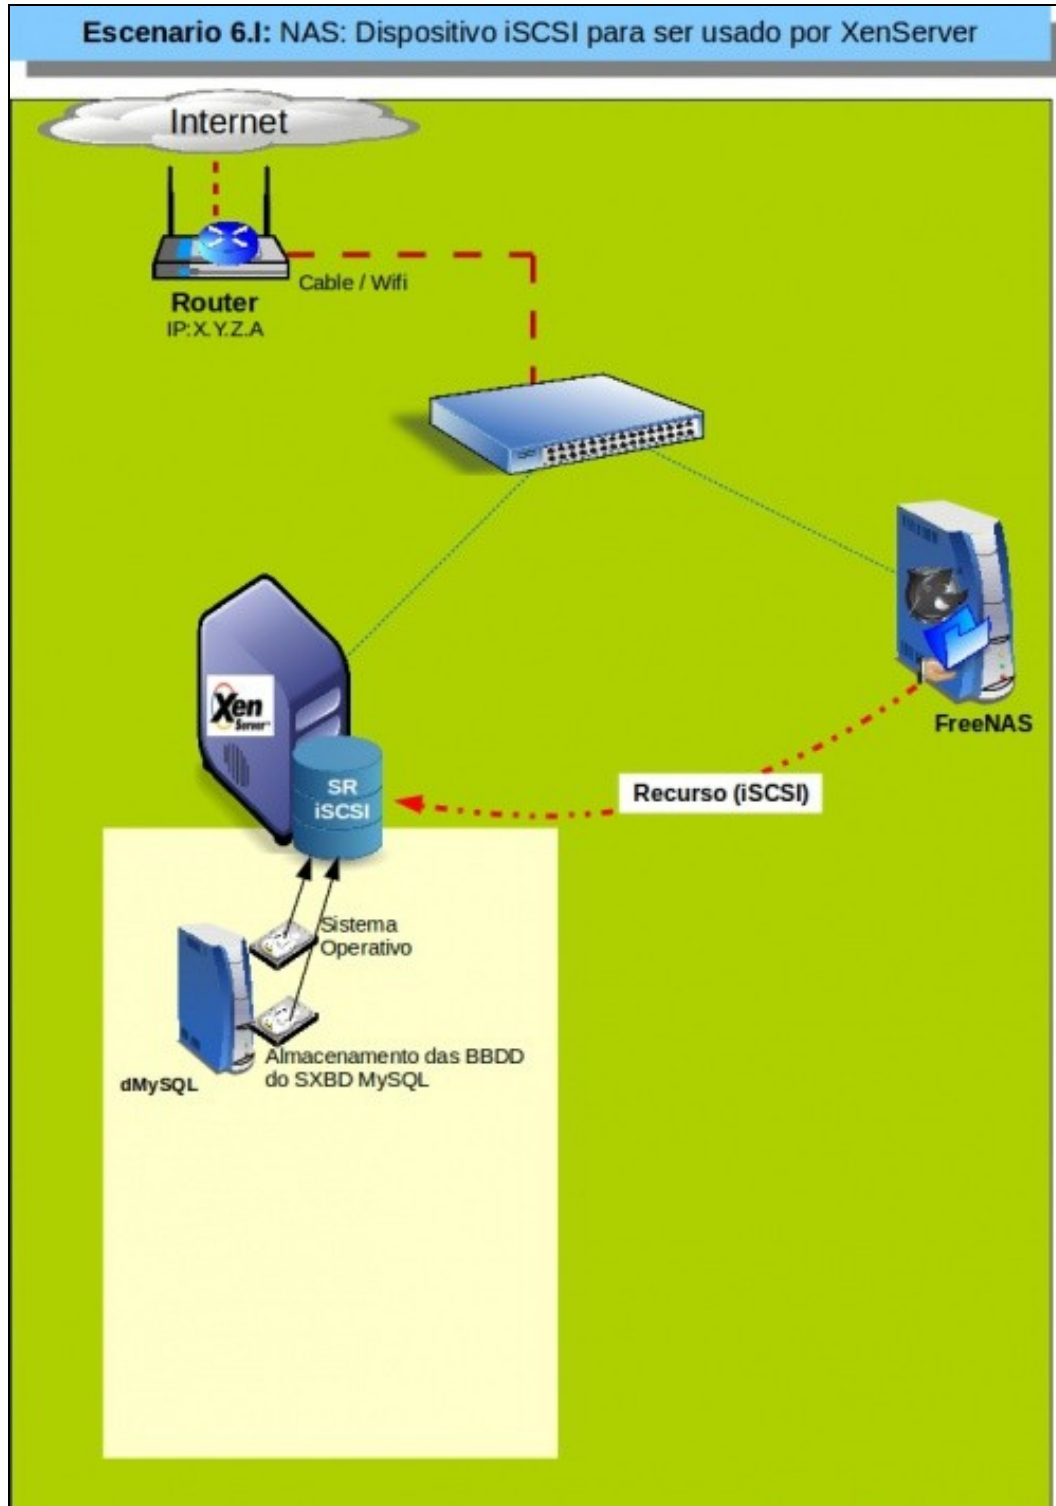 Escenario 6.I: NAS: Dispositivo iSCSI para ser usado por XenServer
Internet
Cable / Wifi
Router
IP:X.Y.Z.A
Xen
Server™
FreeNAS
SR
iSCSI
Recurso (iSCSI)
Sistema
Operativo
Almacenamento das BBDD
do SXBD MySQL
dMySQL